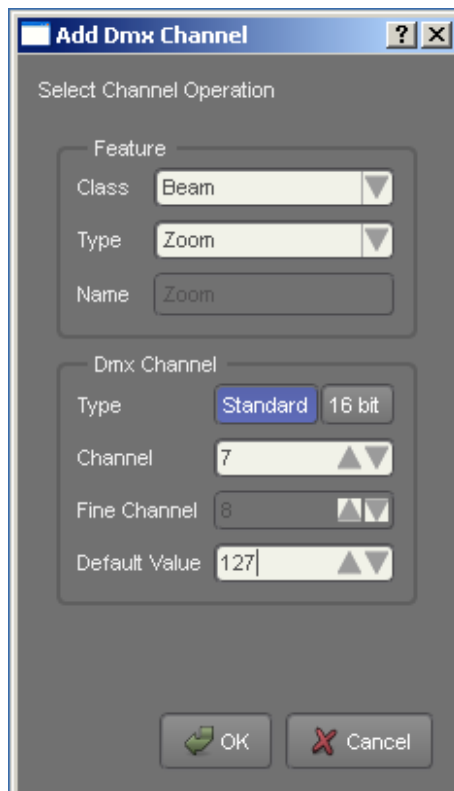 Add Dmx Channel ?
Select Channel Operation
Feature
Class Beam
Type Zoom
Name Zoom
Dmx Channel
Type Standard 16 bit
Channel 7
Fine Channel 8
Default Value 127
OK Cancel